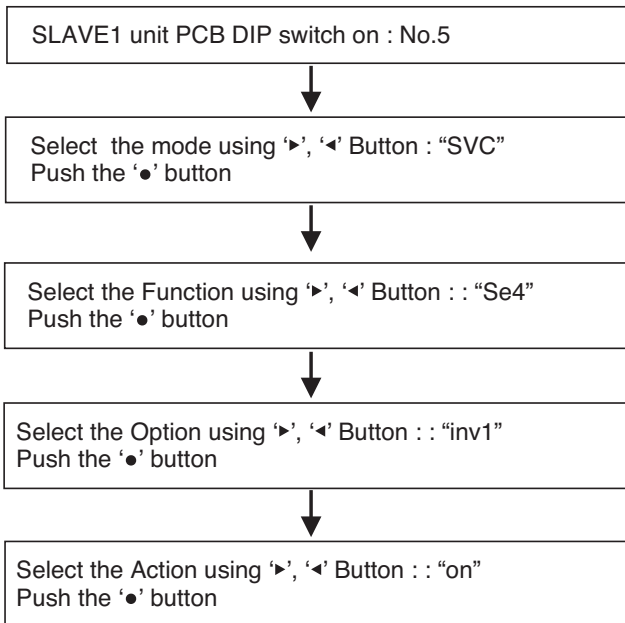 SLAVE1 unit PCB DIP switch on : No.5
Select the mode using ‘▶’, ‘◀’ Button : “SVC”
Push the ‘●’ button
Select the Function using ‘▶’, ‘◀’ Button : : “Se4”
Push the ‘●’ button
Select the Option using ‘▶’, ‘◀’ Button : : “inv1”
Push the ‘●’ button
Select the Action using ‘▶’, ‘◀’ Button : : “on”
Push the ‘●’ button